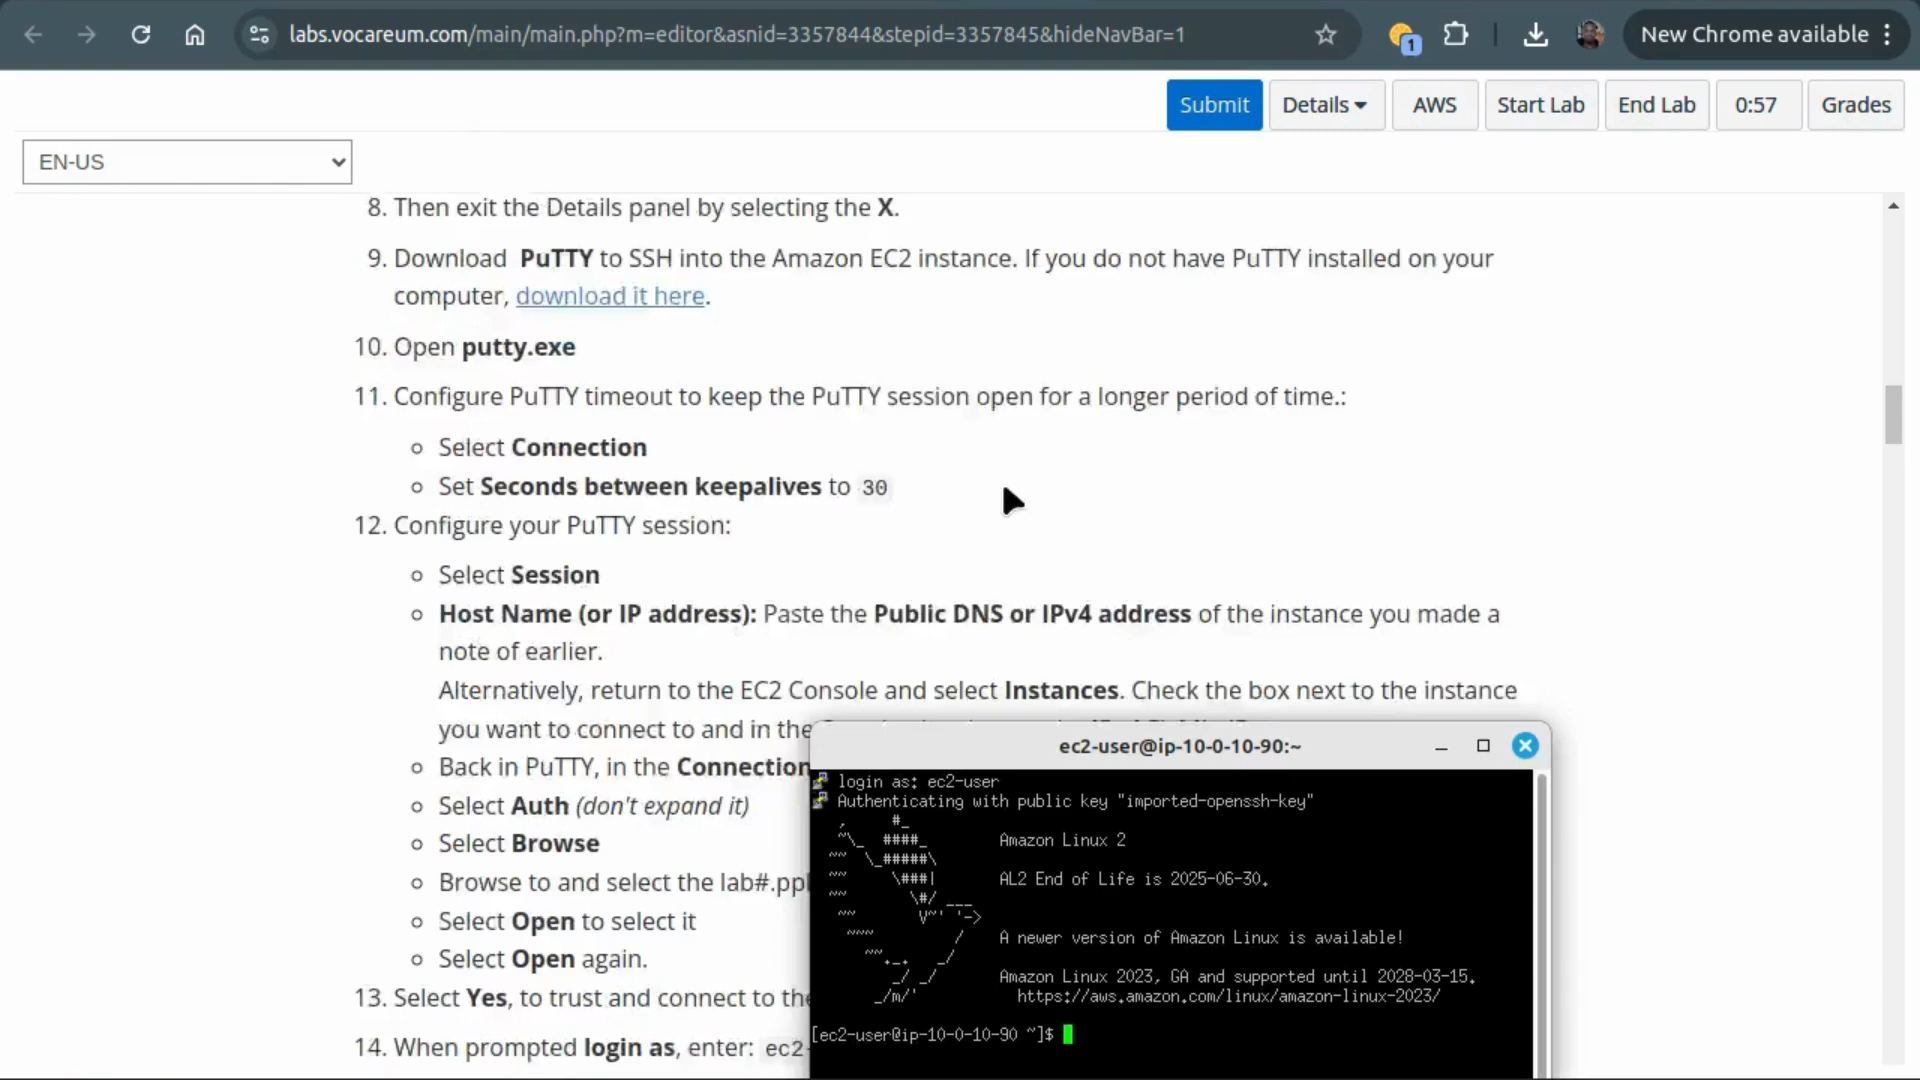 labs.vocareum.com/main/main.php?m=editor&asnid=3357844&stepid=3357845&hideNavBar=1
1
New Chrome available
Submit
Details
AWS
Start Lab
End Lab
0:57
Grades
EN-US
8. Then exit the Details panel by selecting the X.
9. Download PuTTY to SSH into the Amazon EC2 instance. If you do not have PuTTY installed on your
computer, download it here.
10. Open putty.exe
11. Configure PuTTY timeout to keep the PuTTY session open for a longer period of time.:
Select Connection
Set Seconds between keepalives to 30
12. Configure your PuTTY session:
Select Session
Host Name (or IP address): Paste the Public DNS or IPv4 address of the instance you made a
note of earlier.
Alternatively, return to the EC2 Console and select Instances. Check the box next to the instance
you want to connect to and in the
Back in PuTTY, in the Connection
Select Auth (don't expand it)
Select Browse
Browse to and select the lab#.pp
Select Open to select it
Select Open again.
13. Select Yes, to trust and connect to the
14. When prompted login as, enter: ec2-
ec2-user@ip-10-0-10-90:~
login as: ec2-user
Authenticating with public key "imported-openssh-key"
   ,     #_
   ~\_  ####_        Amazon Linux 2
  ~~  \_#####\
  ~~     \###|       AL2 End of Life is 2025-06-30.
  ~~       \#/ ___
   ~~       V~' '->
    ~~~         /    A newer version of Amazon Linux is available!
      ~~._.   _/
         _/ _/       Amazon Linux 2023, GA and supported until 2028-03-15.
       _/m/'           https://aws.amazon.com/linux/amazon-linux-2023/
[ec2-user@ip-10-0-10-90 ~]$